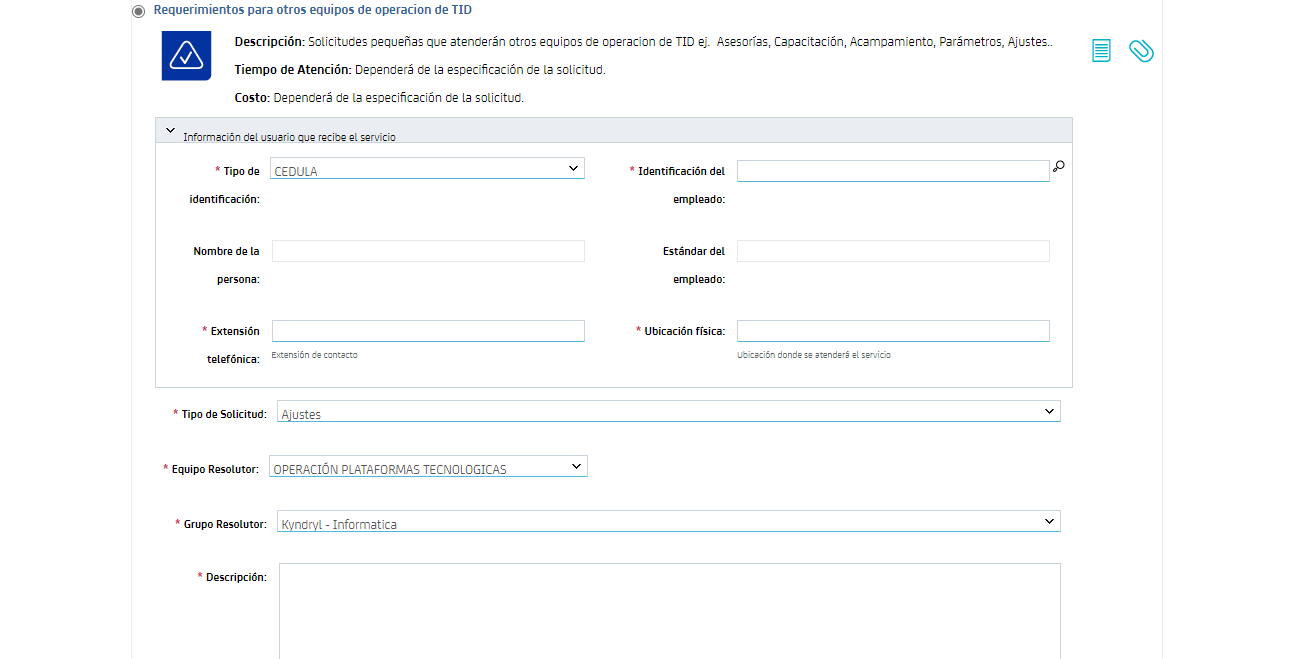 Requerimientos para otros equipos de operacion de TID
Descripción: Solicitudes pequeñas que atenderán otros equipos de operacion de TID ej. Asesorías, Capacitación, Acampamiento, Parámetros, Ajustes..
Tiempo de Atención: Dependerá de la especificación de la solicitud.
Costo: Dependerá de la especificación de la solicitud.
Información del usuario que recibe el servicio
* Tipo de identificación: CEDULA
* Identificación del empleado:
Nombre de la persona:
Estándar del empleado:
* Extensión telefónica:
Extensión de contacto
* Ubicación física:
Ubicación donde se atenderá el servicio
* Tipo de Solicitud: Ajustes
* Equipo Resolutor: OPERACIÓN PLATAFORMAS TECNOLOGICAS
* Grupo Resolutor: Kyndryl - Informatica
* Descripción: